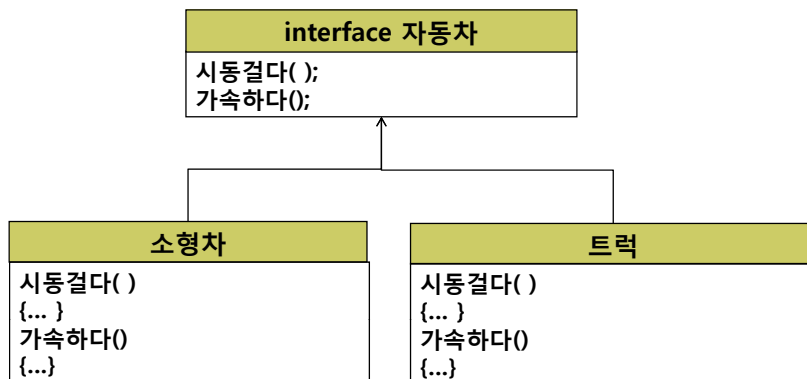 interface 자동차
시동걸다( );
가속하다();
소형차
시동걸다( )
{... }
가속하다()
{...}
트럭
시동걸다( )
{... }
가속하다()
{...}